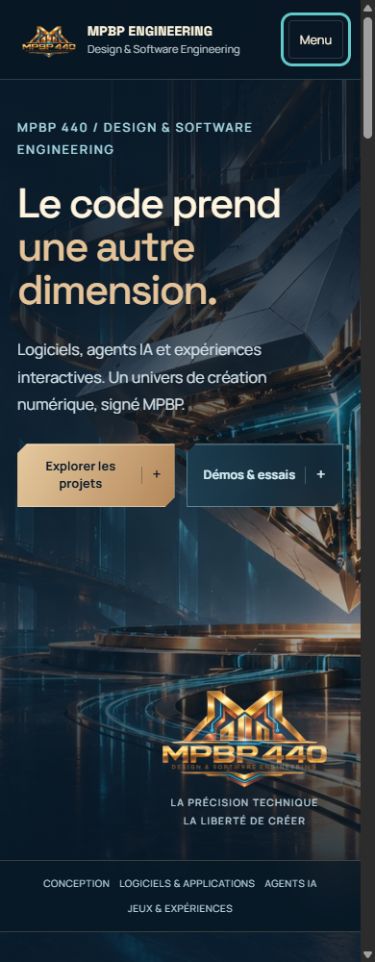 MPBP 440
MPBP ENGINEERING
Design & Software Engineering
Menu
MPBP 440 / DESIGN & SOFTWARE
ENGINEERING
Le code prend
une autre
dimension.
Logiciels, agents IA et expériences
interactives. Un univers de création
numérique, signé MPBP.
Explorer les
projets
+
Démos & essais
+
MPBP 440
DESIGN & SOFTWARE ENGINEERING
LA PRÉCISION TECHNIQUE
LA LIBERTÉ DE CRÉER
CONCEPTION LOGICIELS & APPLICATIONS AGENTS IA
JEUX & EXPÉRIENCES